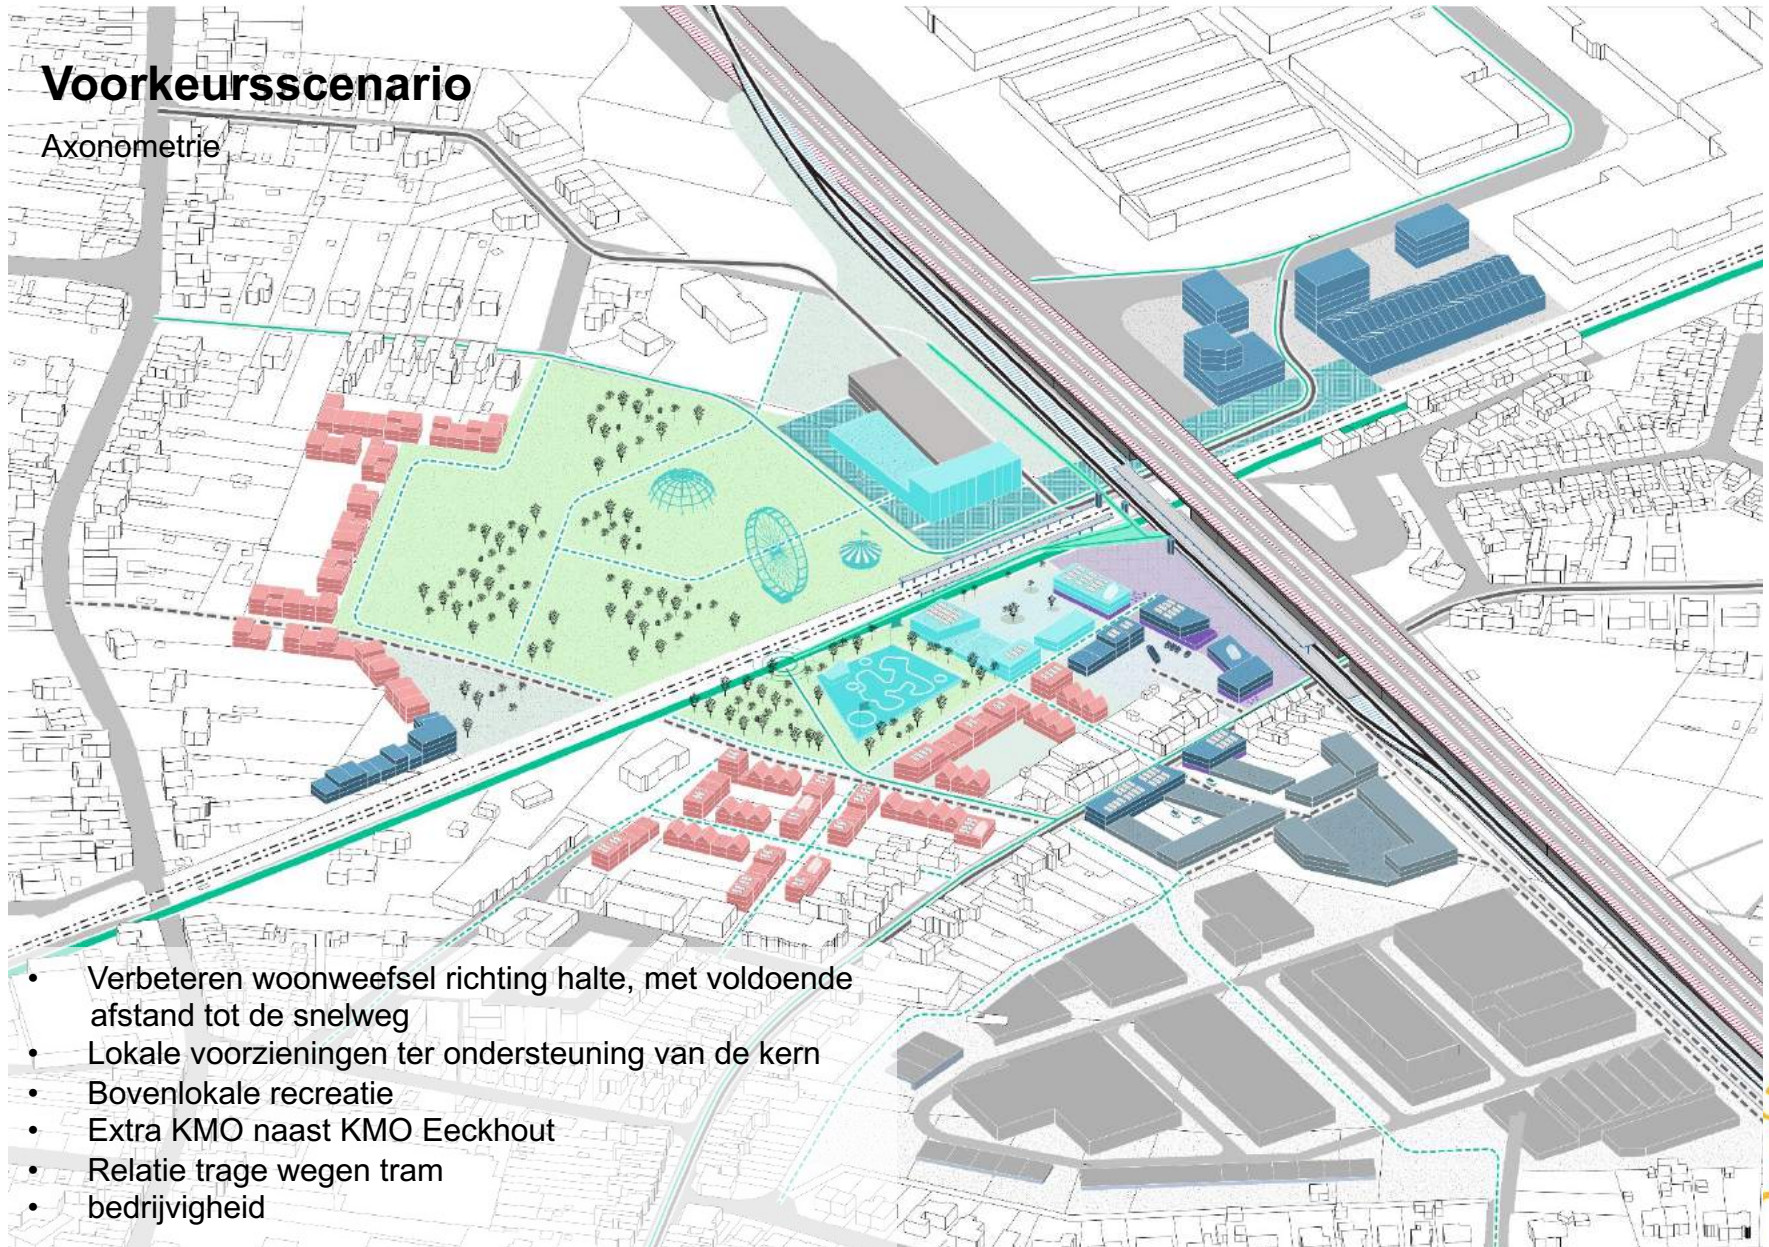 Voorkeursscenario
Axonometrie
• Verbeteren woonweefsel richting halte, met voldoende
afstand tot de snelweg
• Lokale voorzieningen ter ondersteuning van de kern
• Bovenlokale recreatie
• Extra KMO naast KMO Eeckhout
• Relatie trage wegen tram
• bedrijvigheid